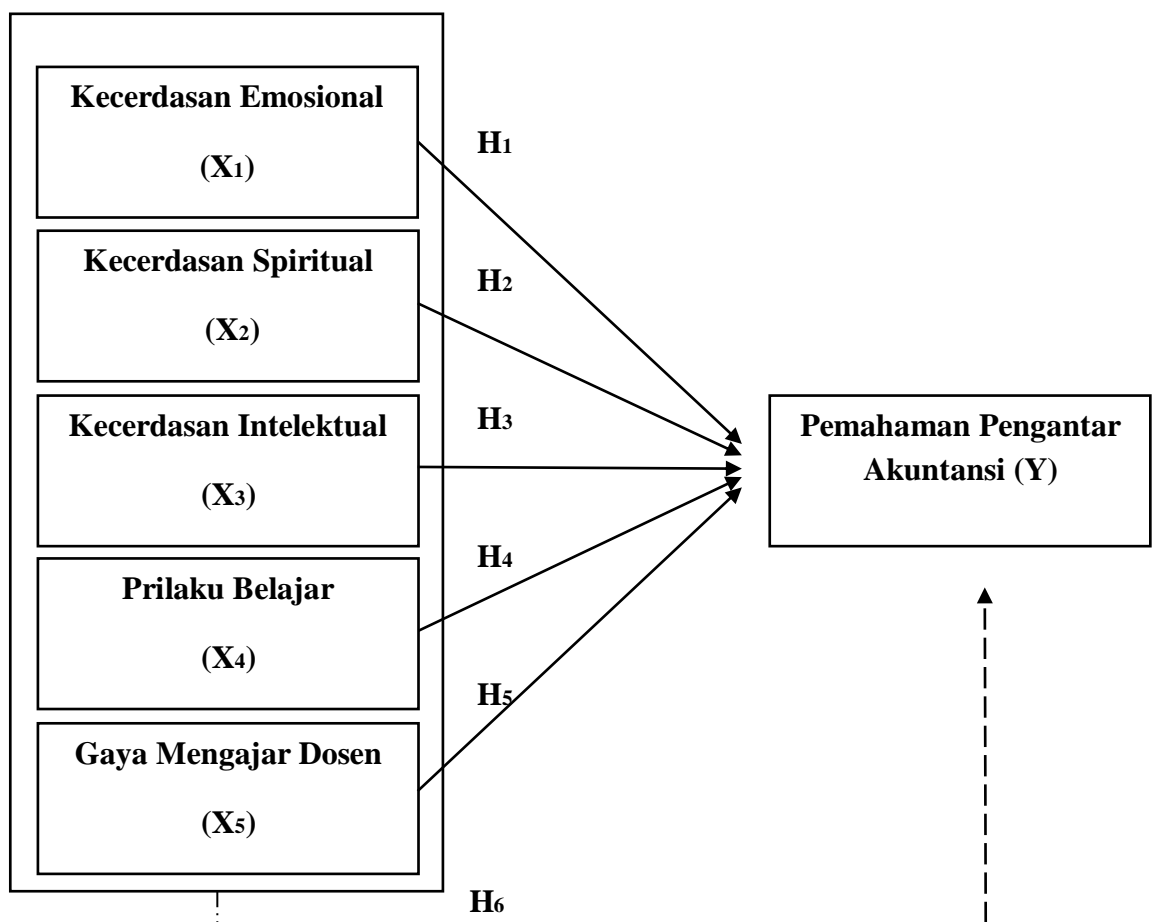 Kecerdasan Emosional
(X1)
H1
Kecerdasan Spiritual
(X2)
H2
Kecerdasan Intelektual
(X3)
H3
Pemahaman Pengantar
Akuntansi (Y)
Prilaku Belajar
(X4)
H4
Gaya Mengajar Dosen
(X5)
H5
H6